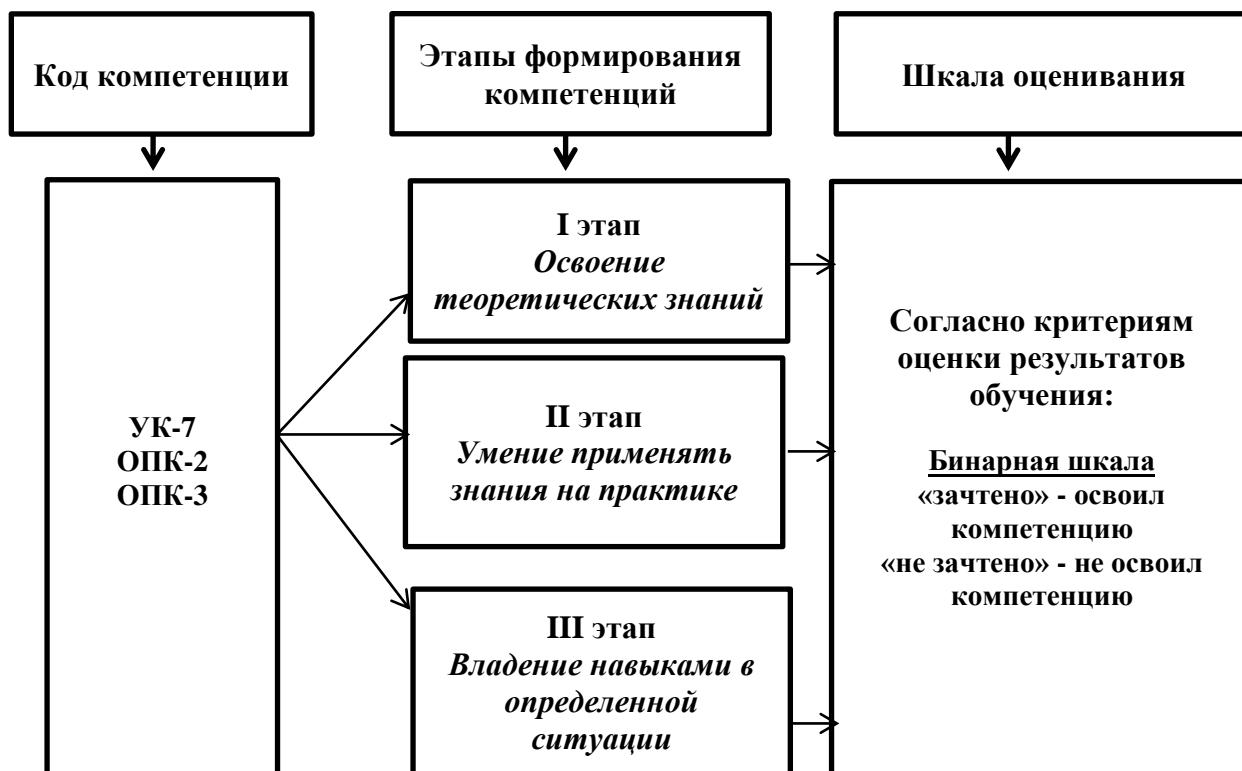 Код компетенции
Этапы формирования
компетенций
Шкала оценивания
УК-7
ОПК-2
ОПК-3
I этап
Освоение
теоретических знаний
II этап
Умение применять
знания на практике
III этап
Владение навыками в
определенной
ситуации
Согласно критериям
оценки результатов
обучения:
Бинарная шкала
«зачтено» - освоил
компетенцию
«не зачтено» - не освоил
компетенцию